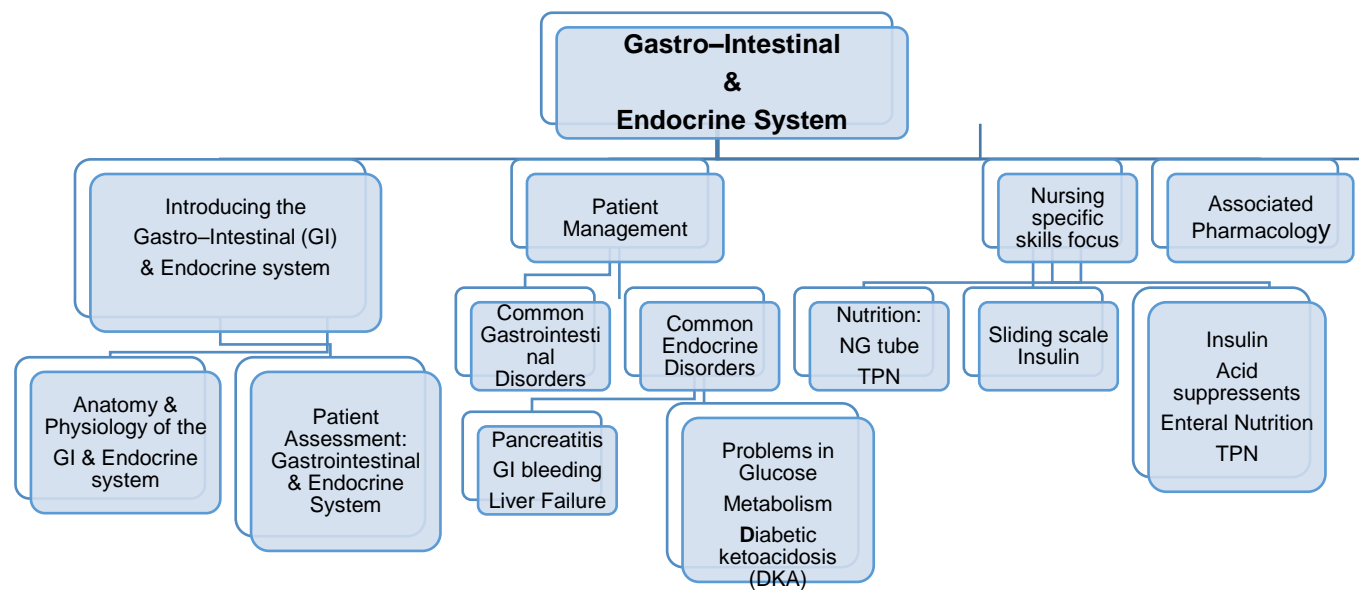 Gastro–Intestinal
&
Endocrine System
Introducing the
Gastro–Intestinal (GI)
& Endocrine system
Patient
Management
Nursing
specific
skills focus
Associated
Pharmacology
Anatomy &
Physiology of the
GI & Endocrine
system
Patient
Assessment:
Gastrointestinal
& Endocrine
System
Common
Gastrointesti
nal
Disorders
Common
Endocrine
Disorders
Pancreatitis
GI bleeding
Liver Failure
Problems in
Glucose
Metabolism
Diabetic
ketoacidosis
(DKA)
Nutrition:
NG tube
TPN
Sliding scale
Insulin
Insulin
Acid
suppressents
Enteral Nutrition
TPN